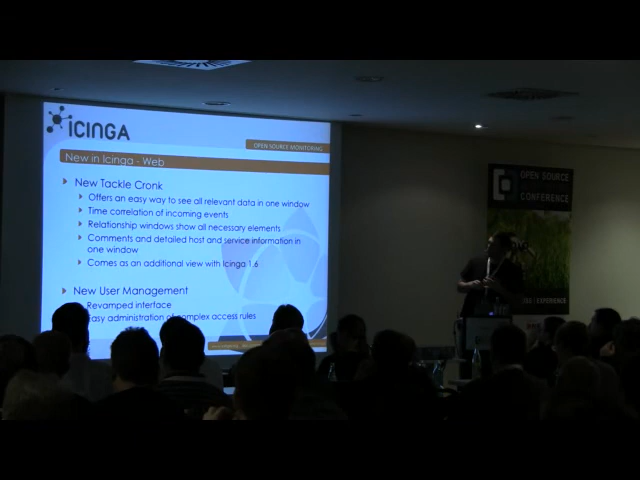 ICINGA
OPEN SOURCE MONITORING
New in Icinga - Web
New Tackle Cronk
Offers an easy way to see all relevant data in one window
Time correlation of incoming events
Relationship windows show all necessary elements
Comments and detailed host and service information in
one window
Comes as an additional view with Icinga 1.6
New User Management
Revamped interface
Easy administration of complex access rules
OPEN SOURCE
CONFERENCE
EXPERIENCE